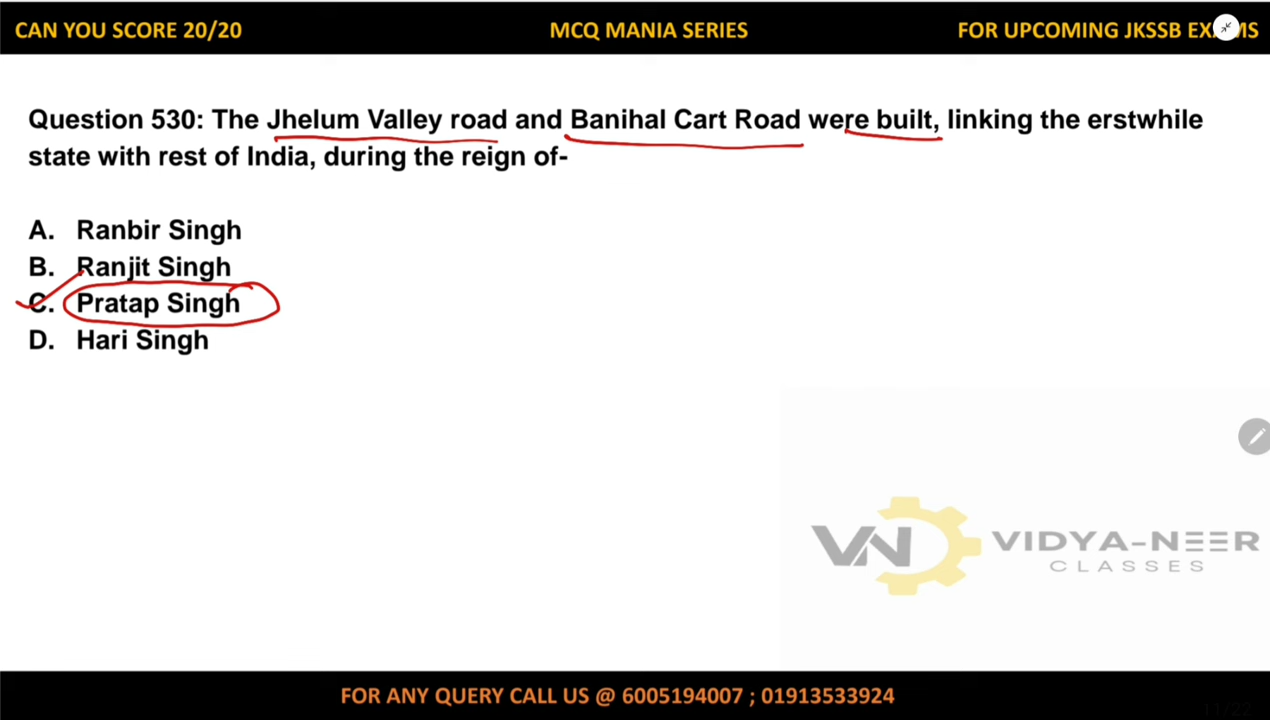 CAN YOU SCORE 20/20 MCQ MANIA SERIES FOR UPCOMING JKSSB EXAMS
Question 530: The Jhelum Valley road and Banihal Cart Road were built, linking the erstwhile
state with rest of India, during the reign of-
A. Ranbir Singh
B. Ranjit Singh
C. Pratap Singh
D. Hari Singh
VIDYA-NEER
CLASSES
FOR ANY QUERY CALL US @ 6005194007 ; 01913533924